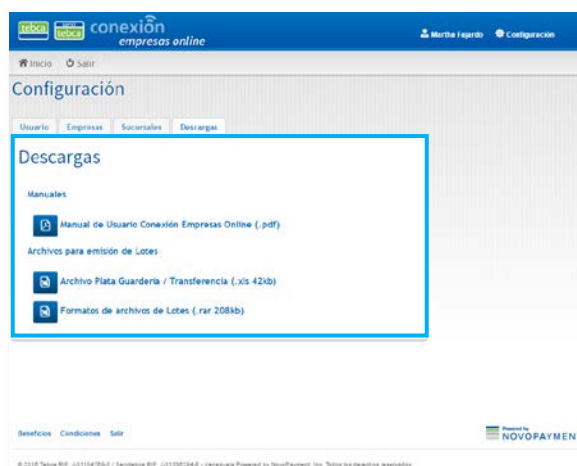 tebca servi tebca conexión
empresas online
Martha Fajardo Configuración
Inicio Salir
Configuración
Usuario Empresas Sucursales Descargas
Descargas
Manuales
Manual de Usuario Conexión Empresas Online (.pdf)
Archivos para emisión de Lotes
Archivo Plata Guardería / Transferencia (.xls 42kb)
Formatos de archivos de Lotes (.rar 208kb)
Beneficios Condiciones Salir
Powered by
NOVOPAYMEN